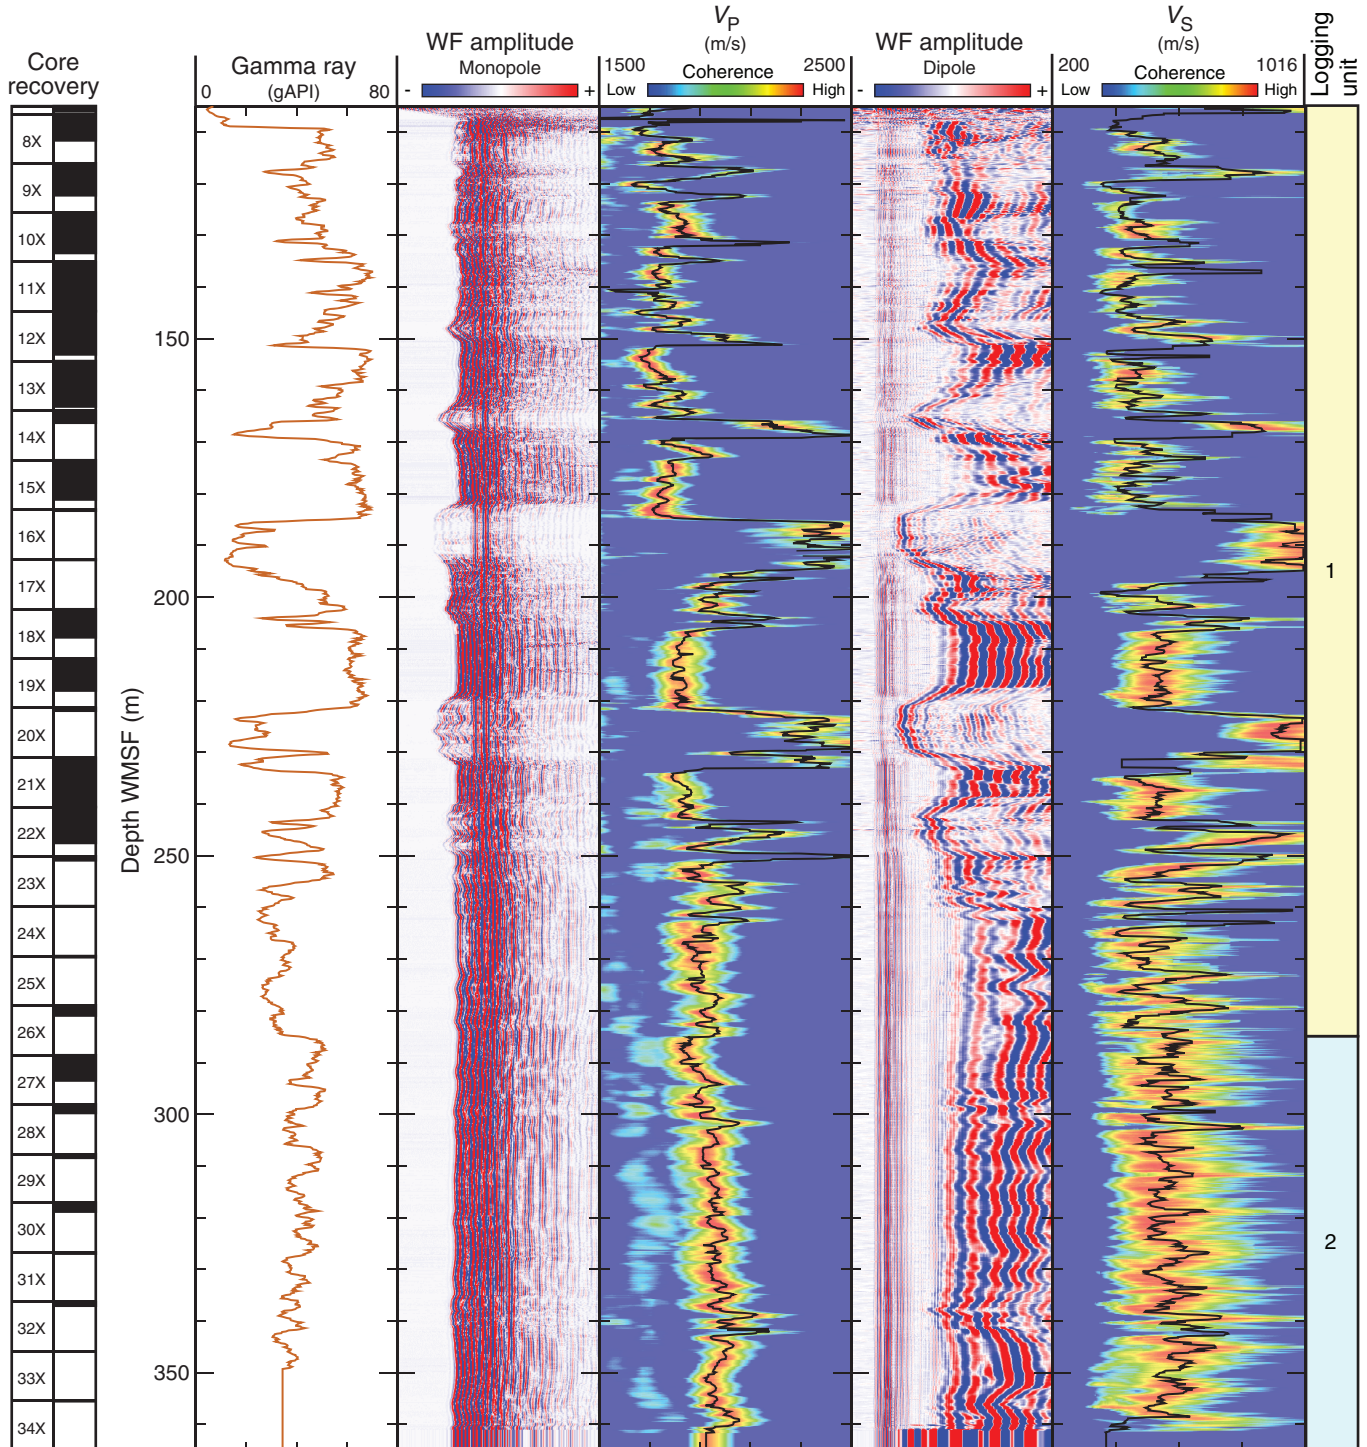 Core
recovery
Gamma ray
0 (gAPI) 80
WF amplitude
Monopole
- +
VP
(m/s)
1500 2500
Coherence
Low High
WF amplitude
Dipole
- +
VS
(m/s)
200 1016
Coherence
Low High
Logging
unit
Depth WMSF (m)
150
200
250
300
350
8X
9X
10X
11X
12X
13X
14X
15X
16X
17X
18X
19X
20X
21X
22X
23X
24X
25X
26X
27X
28X
29X
30X
31X
32X
33X
34X
1
2